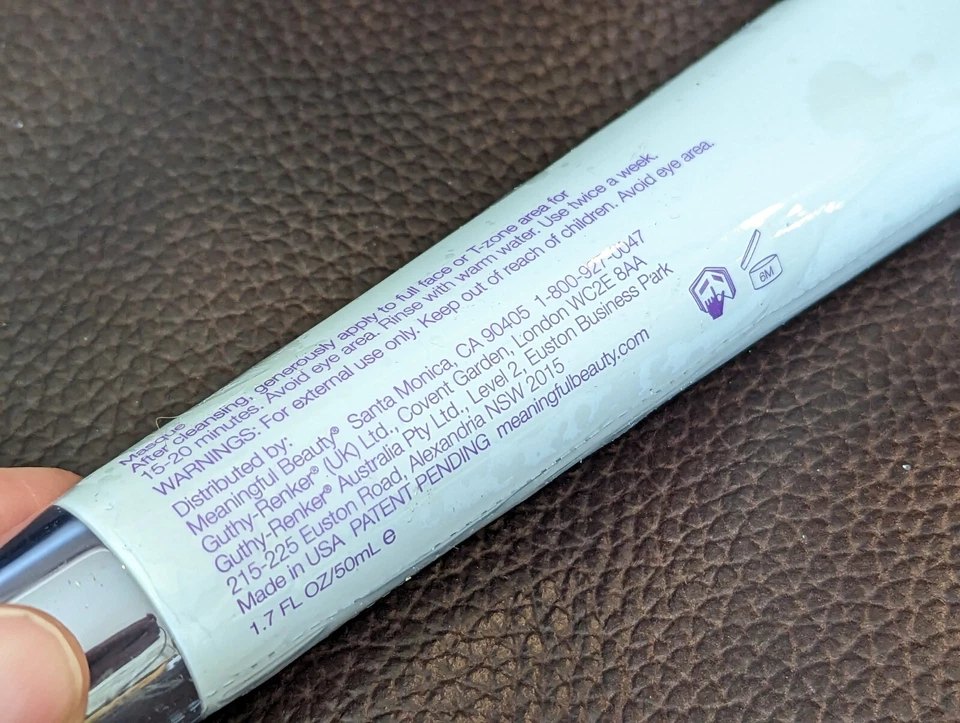 Masque
After cleansing, generously apply to full face or T-zone area for
15-20 minutes. Avoid eye area. Rinse with warm water. Use twice a week.
WARNINGS: For external use only. Keep out of reach of children. Avoid eye area.
Distributed by:
Meaningful Beauty® Santa Monica, CA 90405 1-800-927-0047
Guthy-Renker® (UK) Ltd., Covent Garden, London WC2E 8AA
Guthy-Renker® Australia Pty Ltd., Level 2, Euston Business Park
215-225 Euston Road, Alexandria NSW 2015
Made in USA PATENT PENDING meaningfulbeauty.com
1.7 FL OZ/50mL e
6M